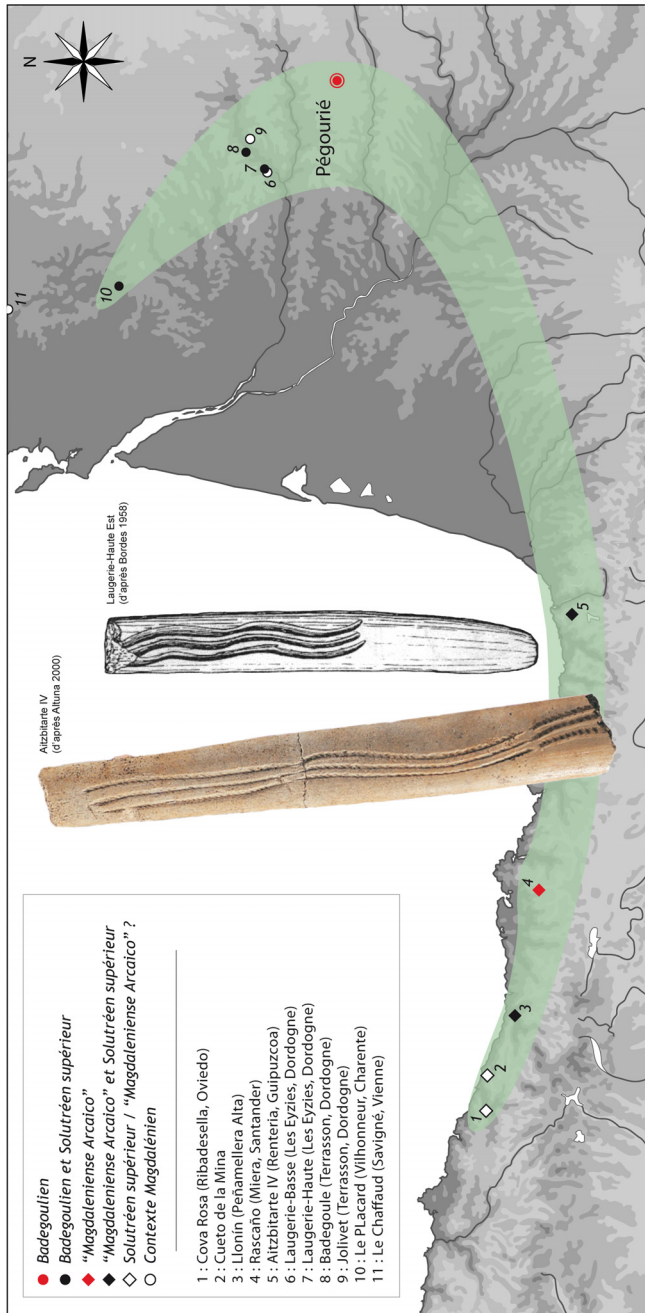 Badegoulien
Badegoulien et Solutréen supérieur
"Magdaleniense Arcaico"
"Magdaleniense Arcaico" et Solutréen supérieur
Solutréen supérieur / "Magdaleniense Arcaico" ?
Contexte Magdalénien
1 : Cova Rosa (Ribadesella, Oviedo)
2 : Cueto de la Mina
3 : Llonín (Peñamellera Alta)
4 : Rascaño (Miera, Santander)
5 : Aitzbitarte IV (Renteria, Guipuzcoa)
6 : Laugerie-Basse (Les Eyzies, Dordogne)
7 : Laugerie-Haute (Les Eyzies, Dordogne)
8 : Badegoule (Terrasson, Dordogne)
9 : Jolivet (Terrasson, Dordogne)
10 : Le PLacard (Vilhonneur, Charente)
11 : Le Chaffaud (Savigné, Vienne)
Aitzbitarte IV
(d'après Altuna 2000)
Laugerie-Haute Est
(d'après Bordes 1958)
N
11
10
8
9
7
6
Pégourié
1
2
3
4
5